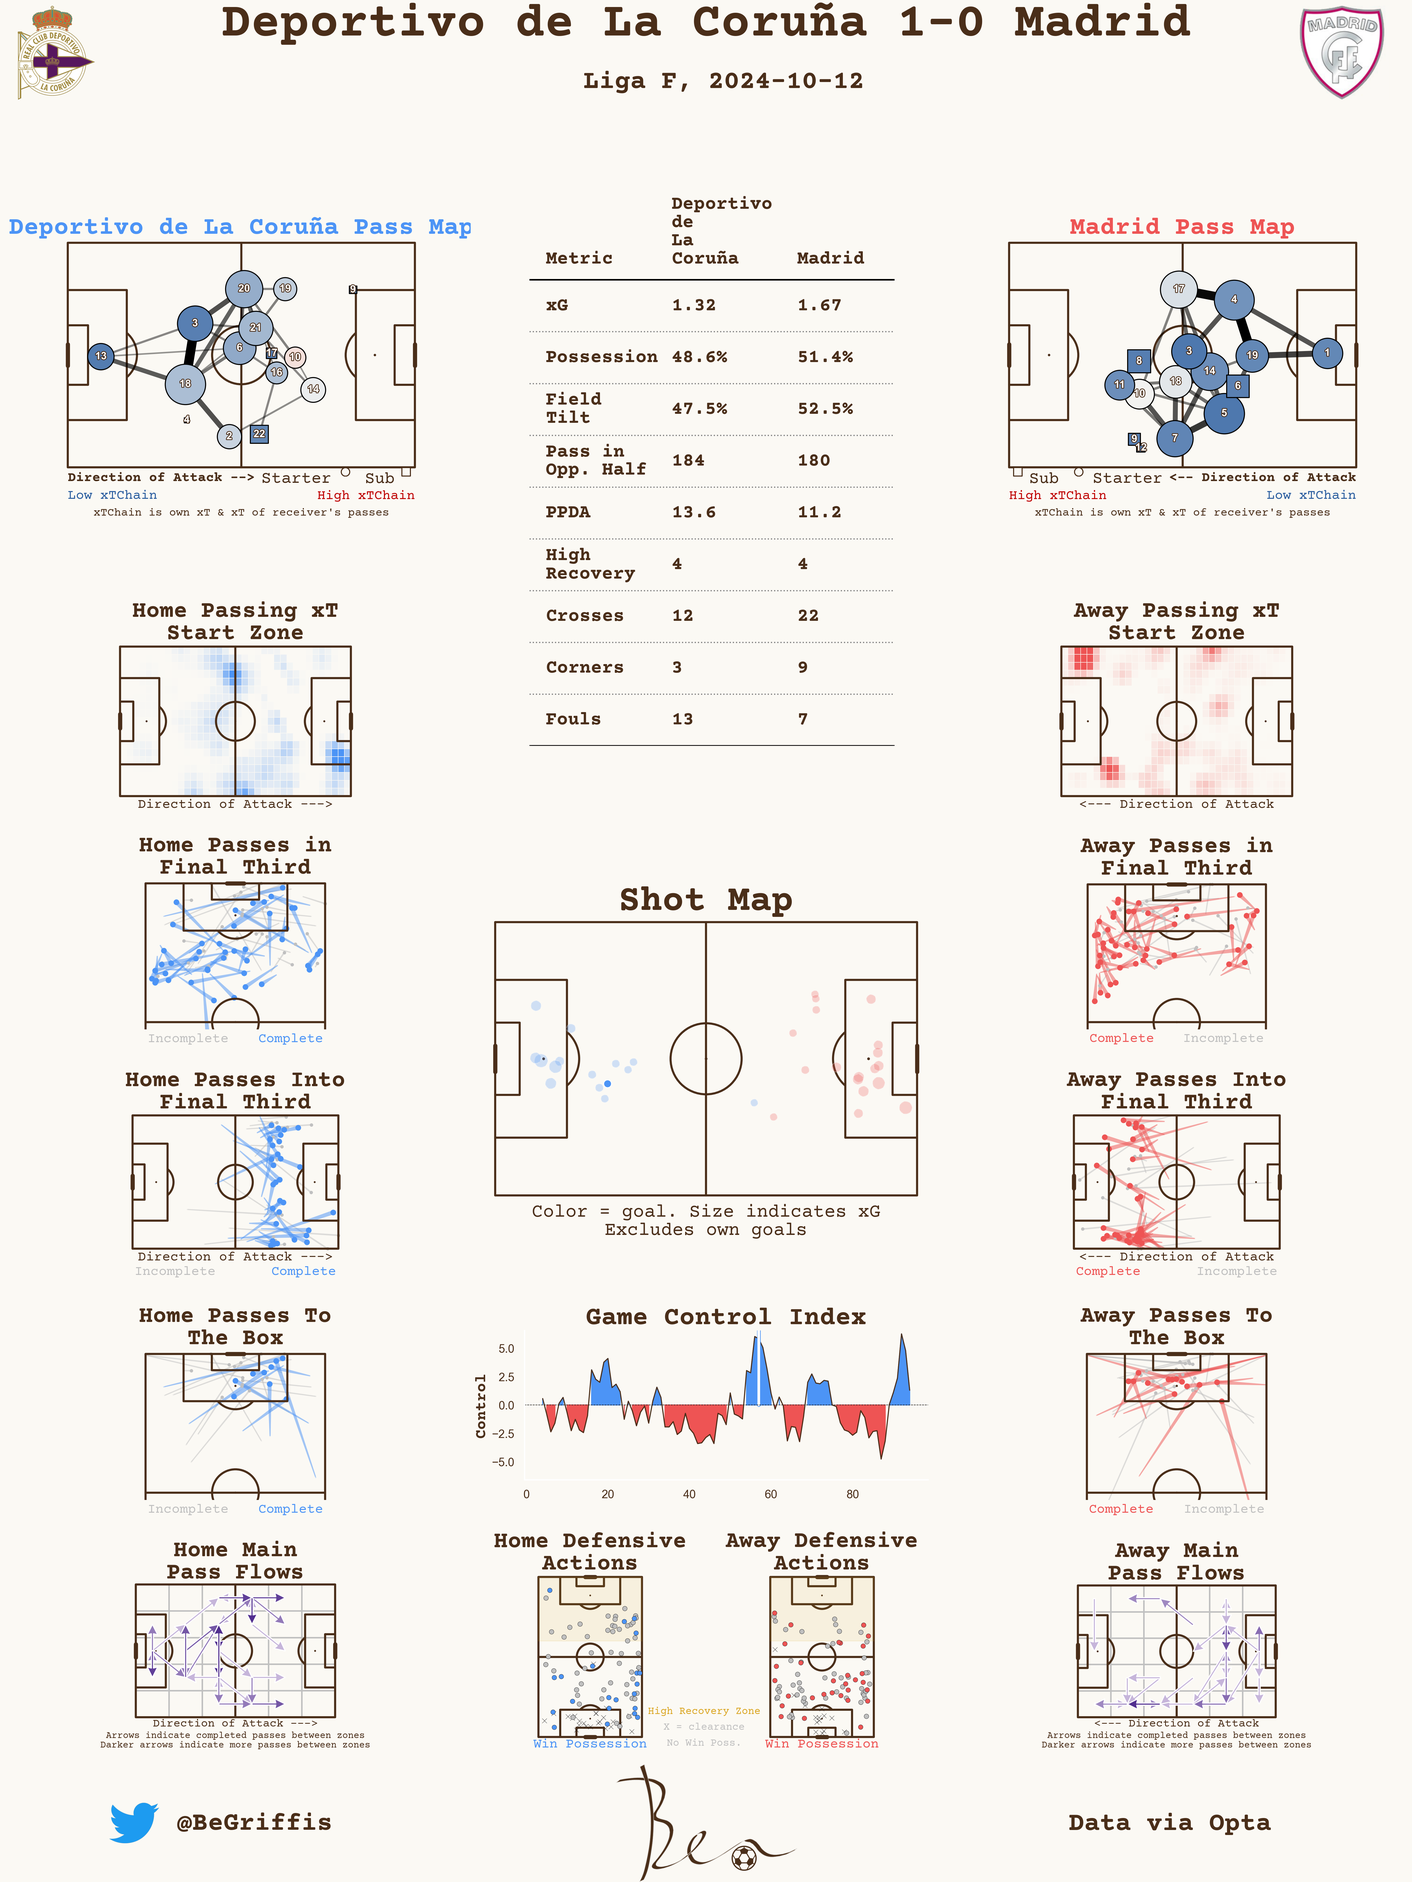 Deportivo de La Coruña 1-0 Madrid
Liga F, 2024-10-12
REAL CLUB DEPORTIVO
LA CORUÑA
MADRID
Deportivo de La Coruña Pass Map
20
19
9
3
21
6
17
10
13
16
18
14
4
2
22
Direction of Attack --> Starter Sub
Low xTChain High xTChain
xTChain is own xT & xT of receiver's passes
Deportivo
de
La
Metric Coruña Madrid
xG 1.32 1.67
Possession 48.6% 51.4%
Field
Tilt 47.5% 52.5%
Pass in
Opp. Half 184 180
PPDA 13.6 11.2
High
Recovery 4 4
Crosses 12 22
Corners 3 9
Fouls 13 7
Madrid Pass Map
17
4
3
19
1
8
14
18
11
10
6
5
7
9
12
Sub Starter <-- Direction of Attack
High xTChain Low xTChain
xTChain is own xT & xT of receiver's passes
Home Passing xT
Start Zone
Direction of Attack --->
Away Passing xT
Start Zone
<--- Direction of Attack
Home Passes in
Final Third
Incomplete Complete
Away Passes in
Final Third
Complete Incomplete
Shot Map
Color = goal. Size indicates xG
Excludes own goals
Home Passes Into
Final Third
Direction of Attack --->
Incomplete Complete
Away Passes Into
Final Third
<--- Direction of Attack
Complete Incomplete
Home Passes To
The Box
Incomplete Complete
Game Control Index
Control
5.0
2.5
0.0
−2.5
−5.0
0 20 40 60 80
Away Passes To
The Box
Complete Incomplete
Home Main
Pass Flows
Direction of Attack --->
Arrows indicate completed passes between zones
Darker arrows indicate more passes between zones
Home Defensive
Actions
Win Possession
High Recovery Zone
X = clearance
No Win Poss.
Away Defensive
Actions
Win Possession
Away Main
Pass Flows
<--- Direction of Attack
Arrows indicate completed passes between zones
Darker arrows indicate more passes between zones
@BeGriffis
Ben
Data via Opta